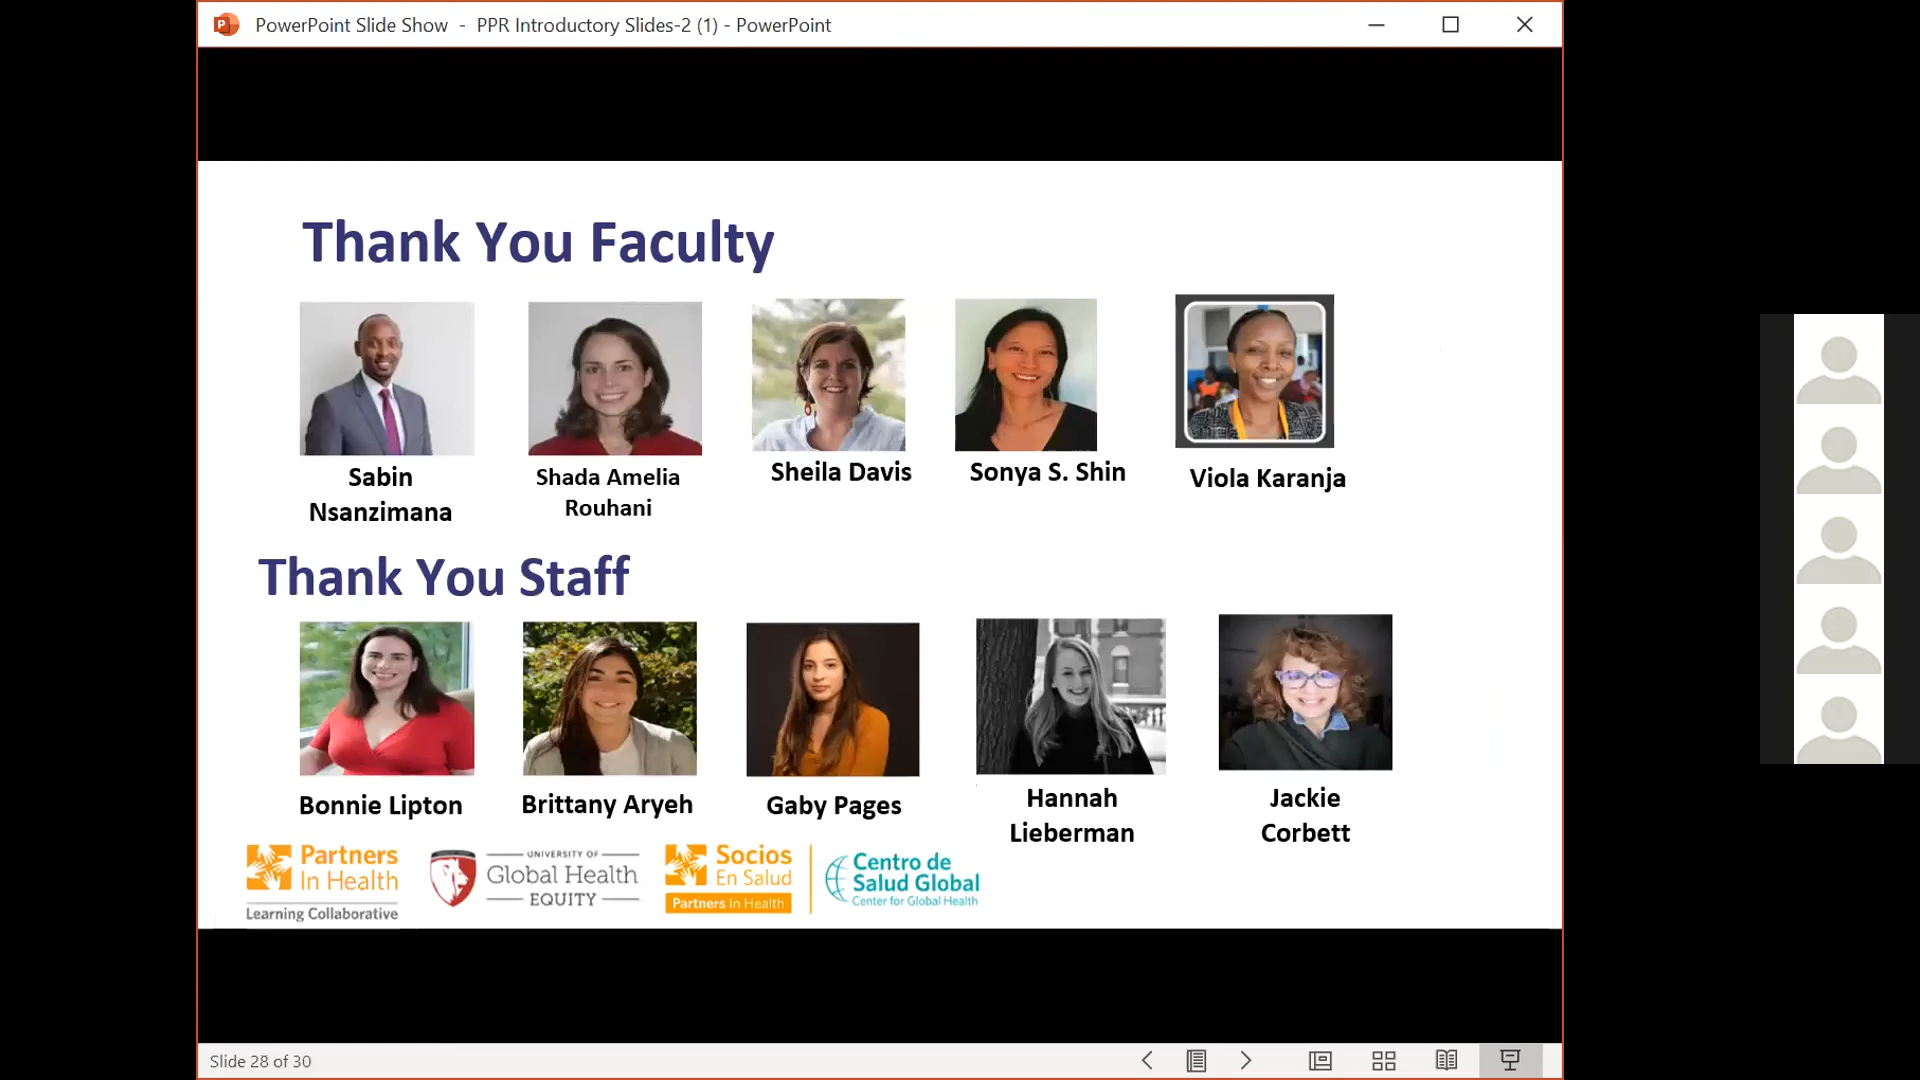 PowerPoint Slide Show - PPR Introductory Slides-2 (1) - PowerPoint
Thank You Faculty
Sabin
Nsanzimana
Shada Amelia
Rouhani
Sheila Davis
Sonya S. Shin
Viola Karanja
Thank You Staff
Bonnie Lipton
Brittany Aryeh
Gaby Pages
Hannah
Lieberman
Jackie
Corbett
Partners
In Health
Learning Collaborative
UNIVERSITY OF
Global Health
EQUITY
Socios
En Salud
Partners In Health
Centro de
Salud Global
Center for Global Health
Slide 28 of 30